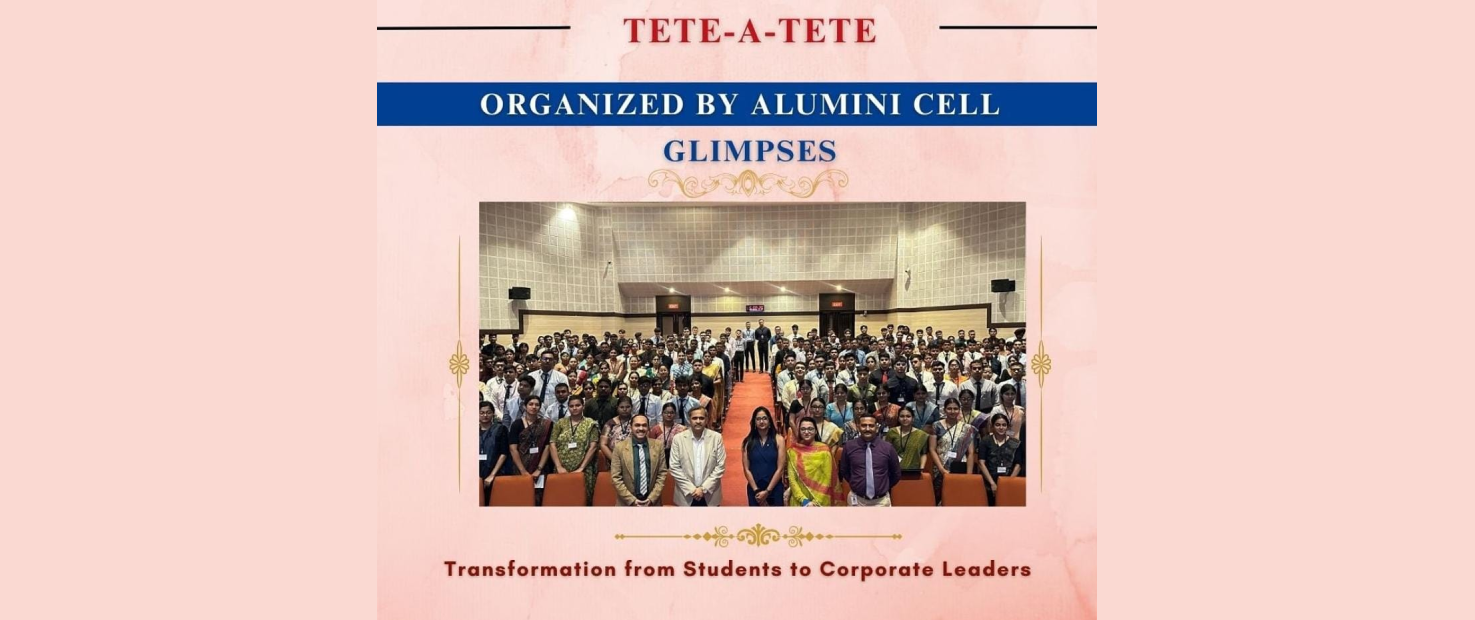 TETE-A-TETE
ORGANIZED BY ALUMINI CELL
GLIMPSES
Transformation from Students to Corporate Leaders